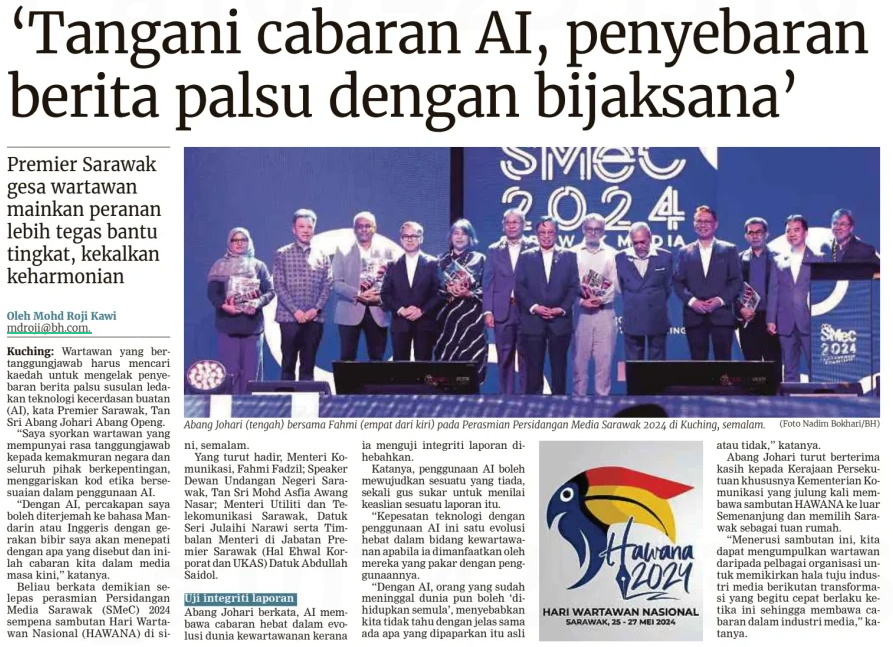 ‘Tangani cabaran AI, penyebaran
berita palsu dengan bijaksana’
Premier Sarawak
gesa wartawan
mainkan peranan
lebih tegas bantu
tingkat, kekalkan
keharmonian
Oleh Mohd Roji Kawi
mdroji@bh.com.
Kuching: Wartawan yang ber-
tanggungjawab harus mencari
kaedah untuk mengelak penye-
baran berita palsu susulan leda-
kan teknologi kecerdasan buatan
(AI), kata Premier Sarawak, Tan
Sri Abang Johari Abang Openg.
“Saya syorkan wartawan yang
mempunyai rasa tanggungjawab
kepada kemakmuran negara dan
seluruh pihak berkepentingan,
menggariskan kod etika berse-
suaian dalam penggunaan AI.
“Dengan AI, percakapan saya
boleh diterjemah ke bahasa Man-
darin atau Inggeris dengan ge-
rakan bibir saya akan menepati
dengan apa yang disebut dan ini-
lah cabaran kita dalam media
masa kini,” katanya.
Beliau berkata demikian se-
lepas perasmian Persidangan
Media Sarawak (SMeC) 2024
sempena sambutan Hari Warta-
wan Nasional (HAWANA) di si-
SMeC
2024
SARAWAK MEDIA
SMeC
2024
Abang Johari (tengah) bersama Fahmi (empat dari kiri) pada Perasmian Persidangan Media Sarawak 2024 di Kuching, semalam.
(Foto Nadim Bokhari/BH)
ni, semalam.
Yang turut hadir, Menteri Ko-
munikasi, Fahmi Fadzil; Speaker
Dewan Undangan Negeri Sara-
wak, Tan Sri Mohd Asfia Awang
Nasar; Menteri Utiliti dan Te-
lekomunikasi Sarawak, Datuk
Seri Julaihi Narawi serta Tim-
balan Menteri di Jabatan Pre-
mier Sarawak (Hal Ehwal Kor-
porat dan UKAS) Datuk Abdullah
Saidol.
Uji integriti laporan
Abang Johari berkata, AI mem-
bawa cabaran hebat dalam evo-
lusi dunia kewartawanan kerana
ia menguji integriti laporan di-
hebahkan.
Katanya, penggunaan AI boleh
mewujudkan sesuatu yang tiada,
sekali gus sukar untuk menilai
keaslian sesuatu laporan itu.
“Kepesatan teknologi dengan
penggunaan AI ini satu evolusi
hebat dalam bidang kewartawa-
nan apabila ia dimanfaatkan oleh
mereka yang pakar dengan peng-
gunannya.
“Dengan AI, orang yang sudah
meninggal dunia pun boleh ‘di-
hidupkan semula’, menyebabkan
kita tidak tahu dengan jelas sama
ada apa yang dipaparkan itu asli
Hawana
2024
HARI WARTAWAN NASIONAL
SARAWAK, 25 - 27 MEI 2024
atau tidak,” katanya.
Abang Johari turut berterima
kasih kepada Kerajaan Perseku-
tuan khususnya Kementerian Ko-
munikasi yang julung kali mem-
bawa sambutan HAWANA ke luar
Semenanjung dan memilih Sara-
wak sebagai tuan rumah.
“Menerusi sambutan ini, kita
dapat mengumpulkan wartawan
daripada pelbagai organisasi un-
tuk memikirkan hala tuju indus-
tri media berikutan transforma-
si yang begitu cepat berlaku ke-
tika ini sehingga membawa ca-
baran dalam industri media,” ka-
tanya.